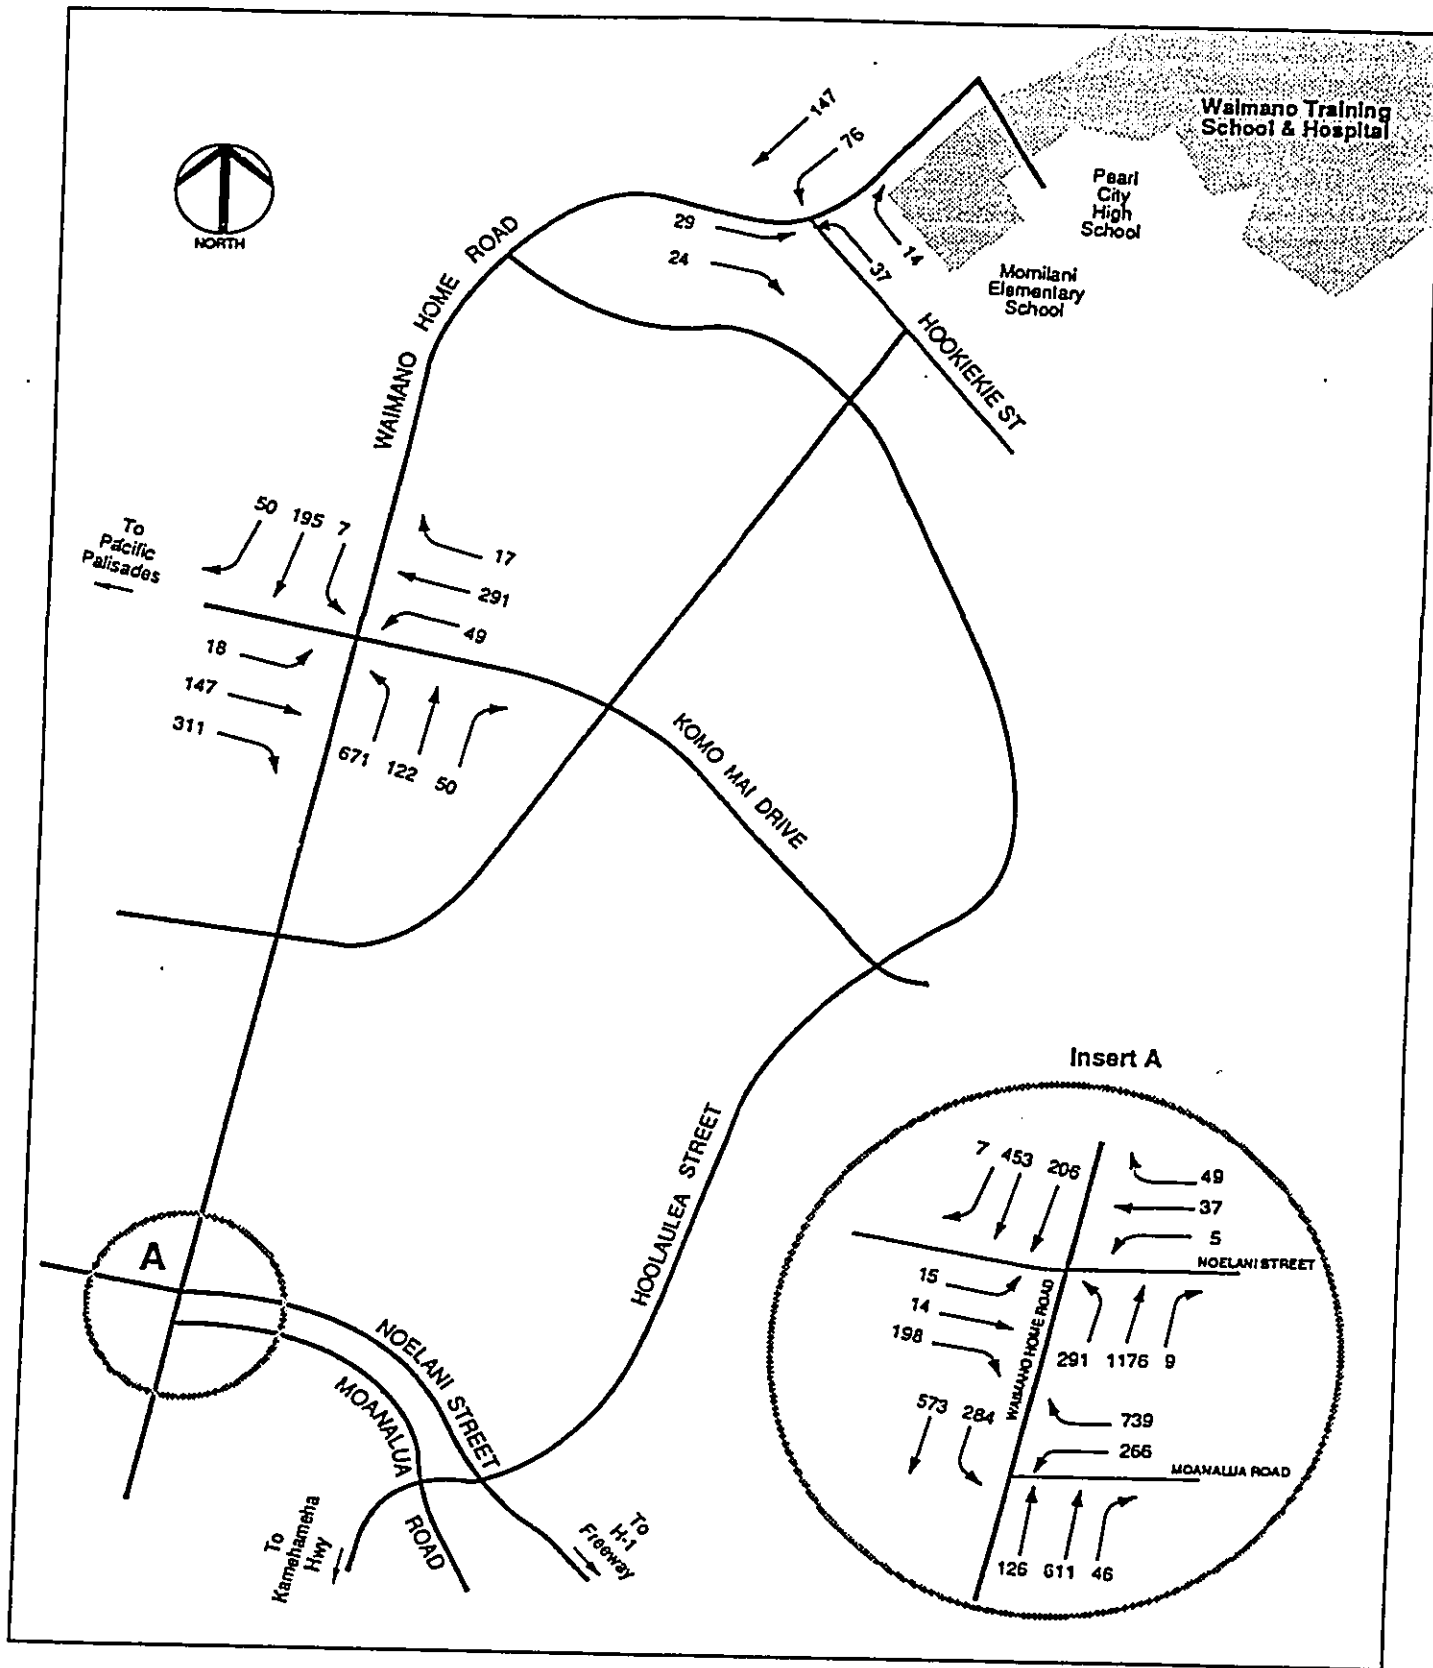 147
76
Waimano Training
School & Hospital
Pearl
City
High
School
NORTH
29
24
37
14
Momilani
Elementary
School
WAIMANO HOME ROAD
HOOKIEKIE ST
To
Pacific
Palisades
50 195 7
17
291
49
18
147
311
671 122 50
KOMO MAI DRIVE
HOOLAULEA STREET
A
NOELANI STREET
MOANALUA ROAD
To
Kamehameha
Hwy
To
H-1
Freeway
Insert A
7 453 206
49
37
5
NOELANI STREET
15
14
198
WAIMANO HOME ROAD
291 1176 9
573 284
739
266
MOANALUA ROAD
126 611 46